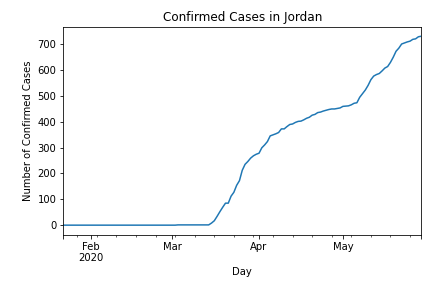 Confirmed Cases in Jordan
Number of Confirmed Cases
700
600
500
400
300
200
100
0
Feb
2020
Mar
Apr
May
Day